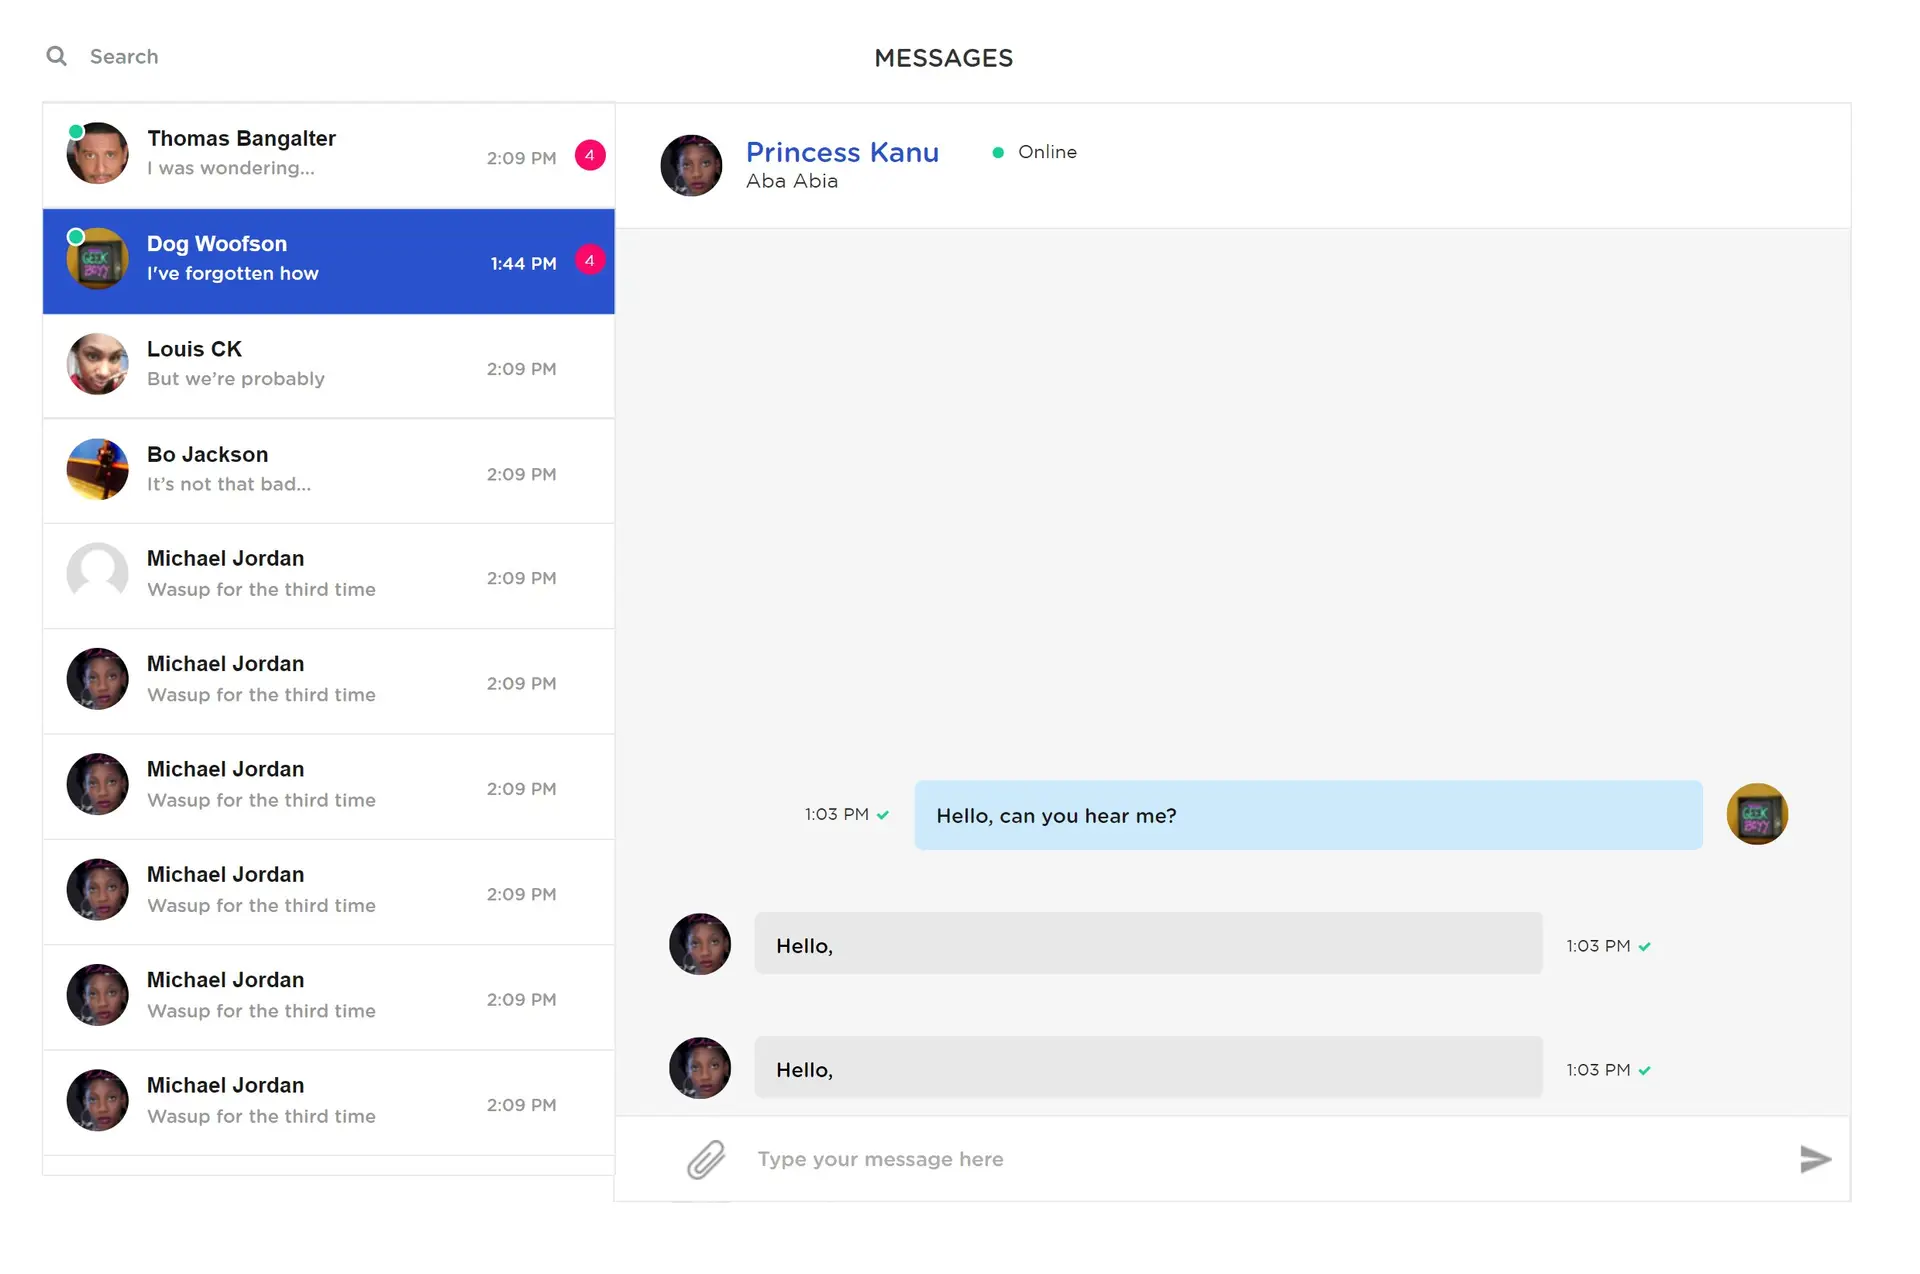 Search
MESSAGES
Thomas Bangalter
I was wondering...
2:09 PM
4
Dog Woofson
I've forgotten how
1:44 PM
4
Louis CK
But we’re probably
2:09 PM
Bo Jackson
It’s not that bad...
2:09 PM
Michael Jordan
Wasup for the third time
2:09 PM
Michael Jordan
Wasup for the third time
2:09 PM
Michael Jordan
Wasup for the third time
2:09 PM
Michael Jordan
Wasup for the third time
2:09 PM
Michael Jordan
Wasup for the third time
2:09 PM
Michael Jordan
Wasup for the third time
2:09 PM
Princess Kanu
Online
Aba Abia
1:03 PM
Hello, can you hear me?
GEEK
BOYY
Hello,
1:03 PM
Hello,
1:03 PM
Type your message here